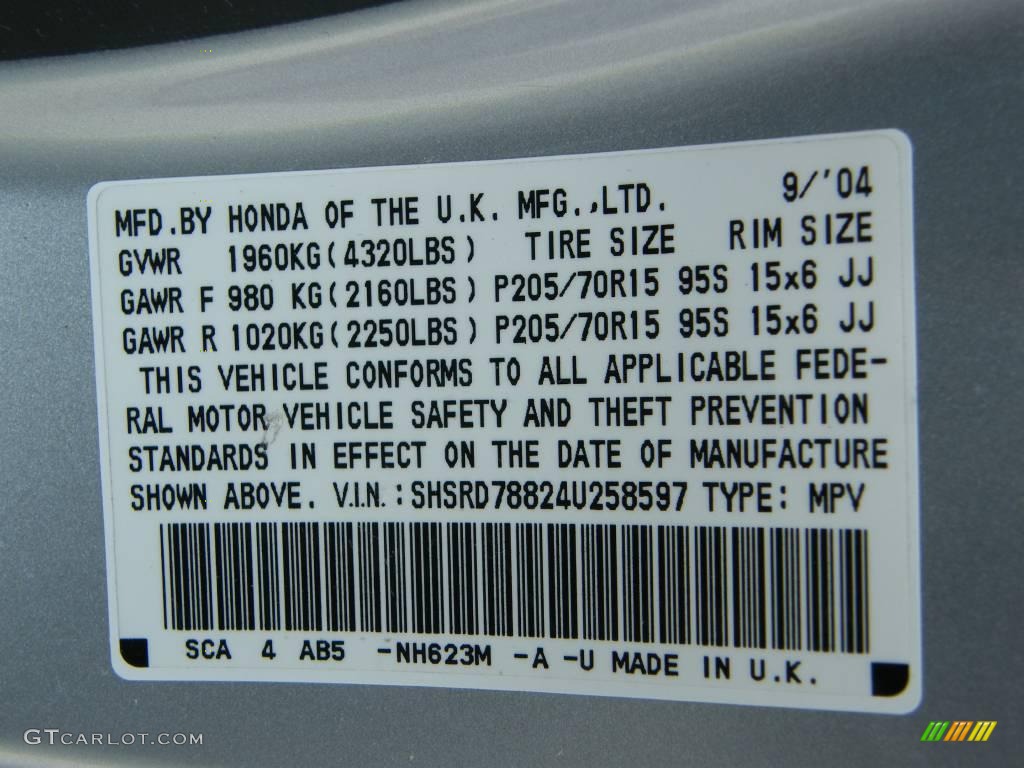 MFD.BY HONDA OF THE U.K. MFG.,LTD. 9/'04
GVWR 1960KG(4320LBS) TIRE SIZE RIM SIZE
GAWR F 980 KG(2160LBS) P205/70R15 95S 15x6 JJ
GAWR R 1020KG(2250LBS) P205/70R15 95S 15x6 JJ
THIS VEHICLE CONFORMS TO ALL APPLICABLE FEDE-
RAL MOTOR VEHICLE SAFETY AND THEFT PREVENTION
STANDARDS IN EFFECT ON THE DATE OF MANUFACTURE
SHOWN ABOVE. V.I.N.:SHSRD78824U258597 TYPE: MPV
SCA 4 AB5 -NH623M -A -U MADE IN U.K.
GTCARLOT.COM